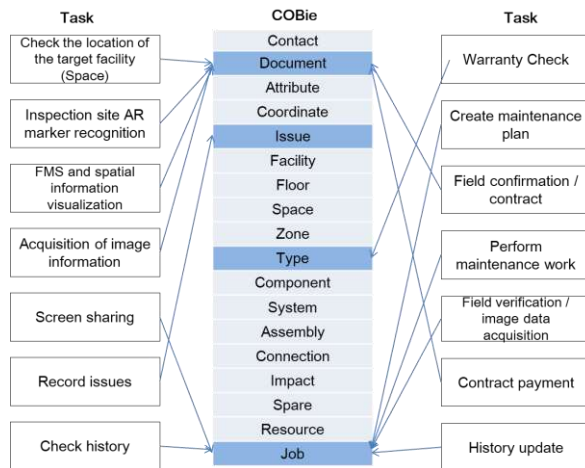 Task
Check the location of
the target facility
(Space)
Inspection site AR
marker recognition
FMS and spatial
information
visualization
Acquisition of image
information
Screen sharing
Record issues
Check history
COBie
Contact
Document
Attribute
Coordinate
Issue
Facility
Floor
Space
Zone
Type
Component
System
Assembly
Connection
Impact
Spare
Resource
Job
Task
Warranty Check
Create maintenance
plan
Field confirmation /
contract
Perform
maintenance work
Field verification /
image data
acquisition
Contract payment
History update